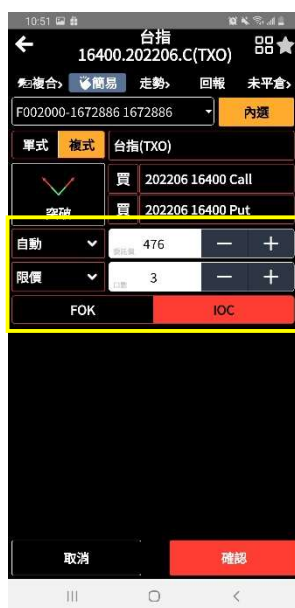 10:51
台指
16400.202206.C(TXO)
複合> 簡易 走勢> 回報 未平倉>
F002000-1672886 1672886 內選
單式 複式 台指(TXO)
買 202206 16400 Call
突破 買 202206 16400 Put
自動 476 — +
限價 口數 3 — +
FOK IOC
取消 確認